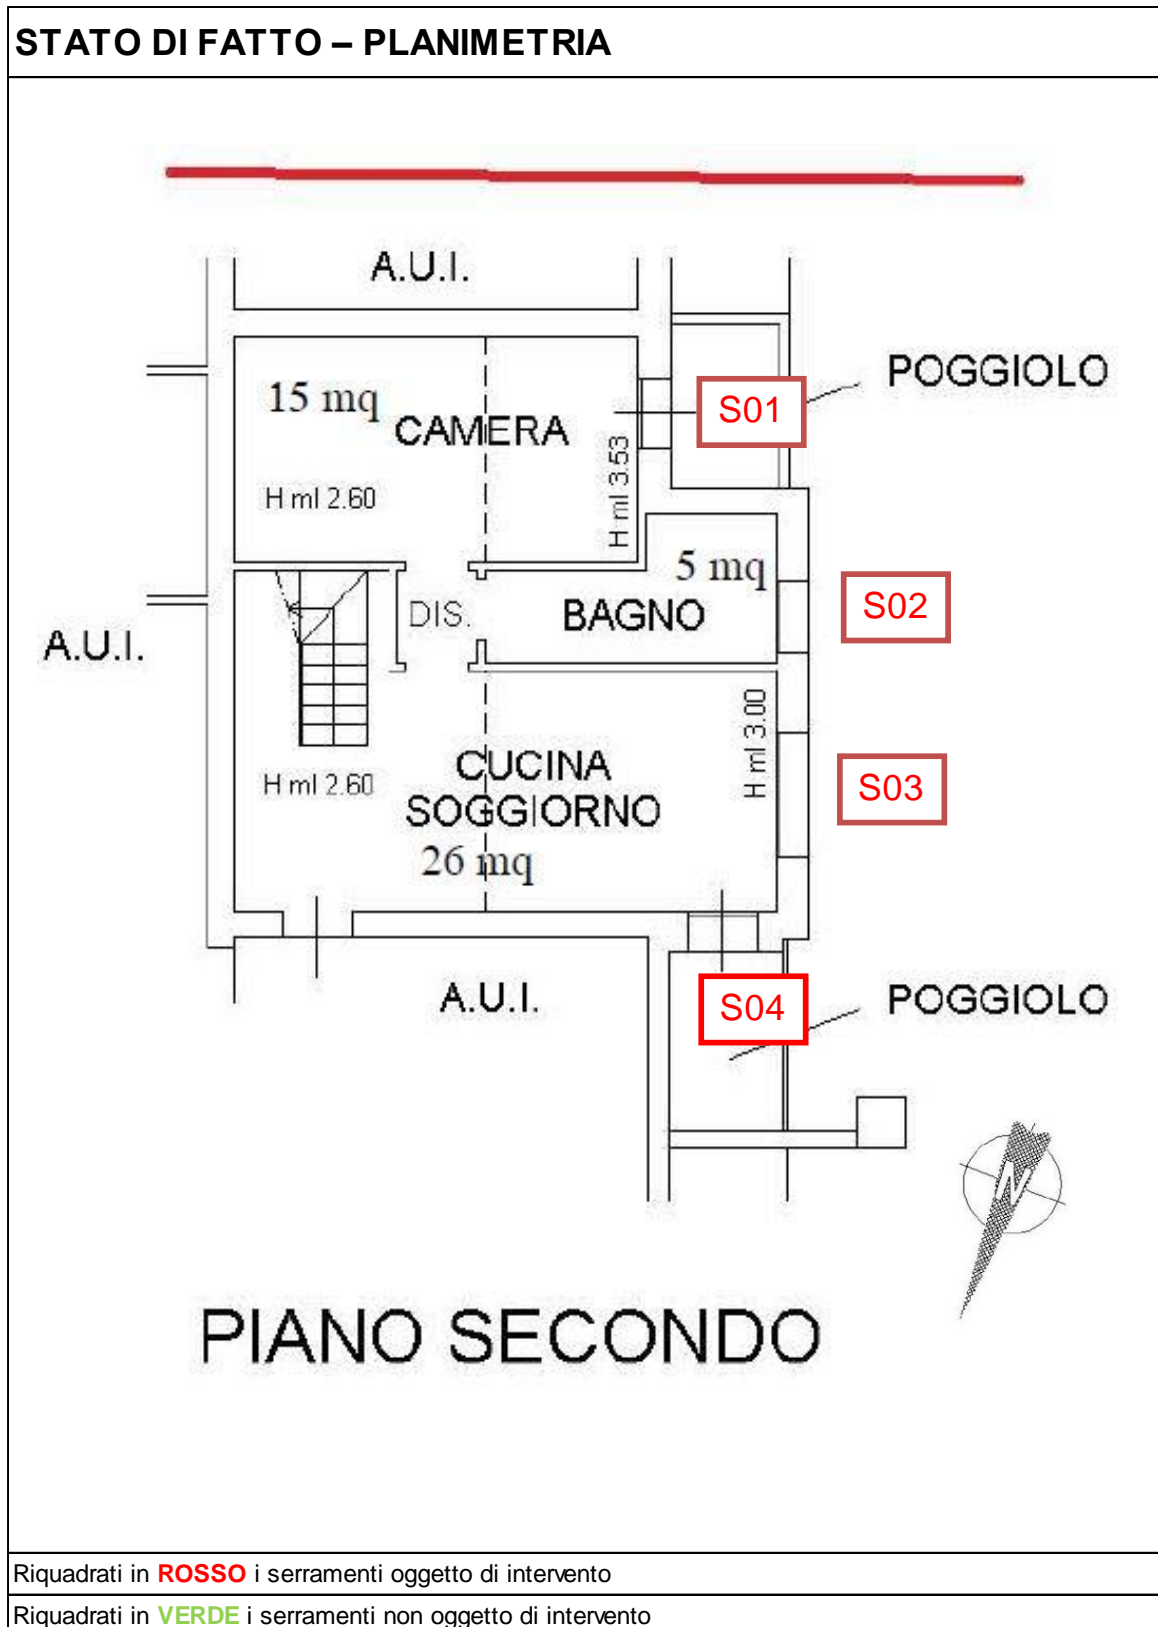 STATO DI FATTO – PLANIMETRIA
A.U.I.
POGGIOLO
15 mq
S01
CAMERA
H ml 3.53
H ml 2.60
5 mq
S02
DIS.
BAGNO
A.U.I.
H ml 3.00
CUCINA
H ml 2.60
S03
SOGGIORNO
26 mq
A.U.I.
S04
POGGIOLO
N
PIANO SECONDO
Riquadrati in ROSSO i serramenti oggetto di intervento
Riquadrati in VERDE i serramenti non oggetto di intervento